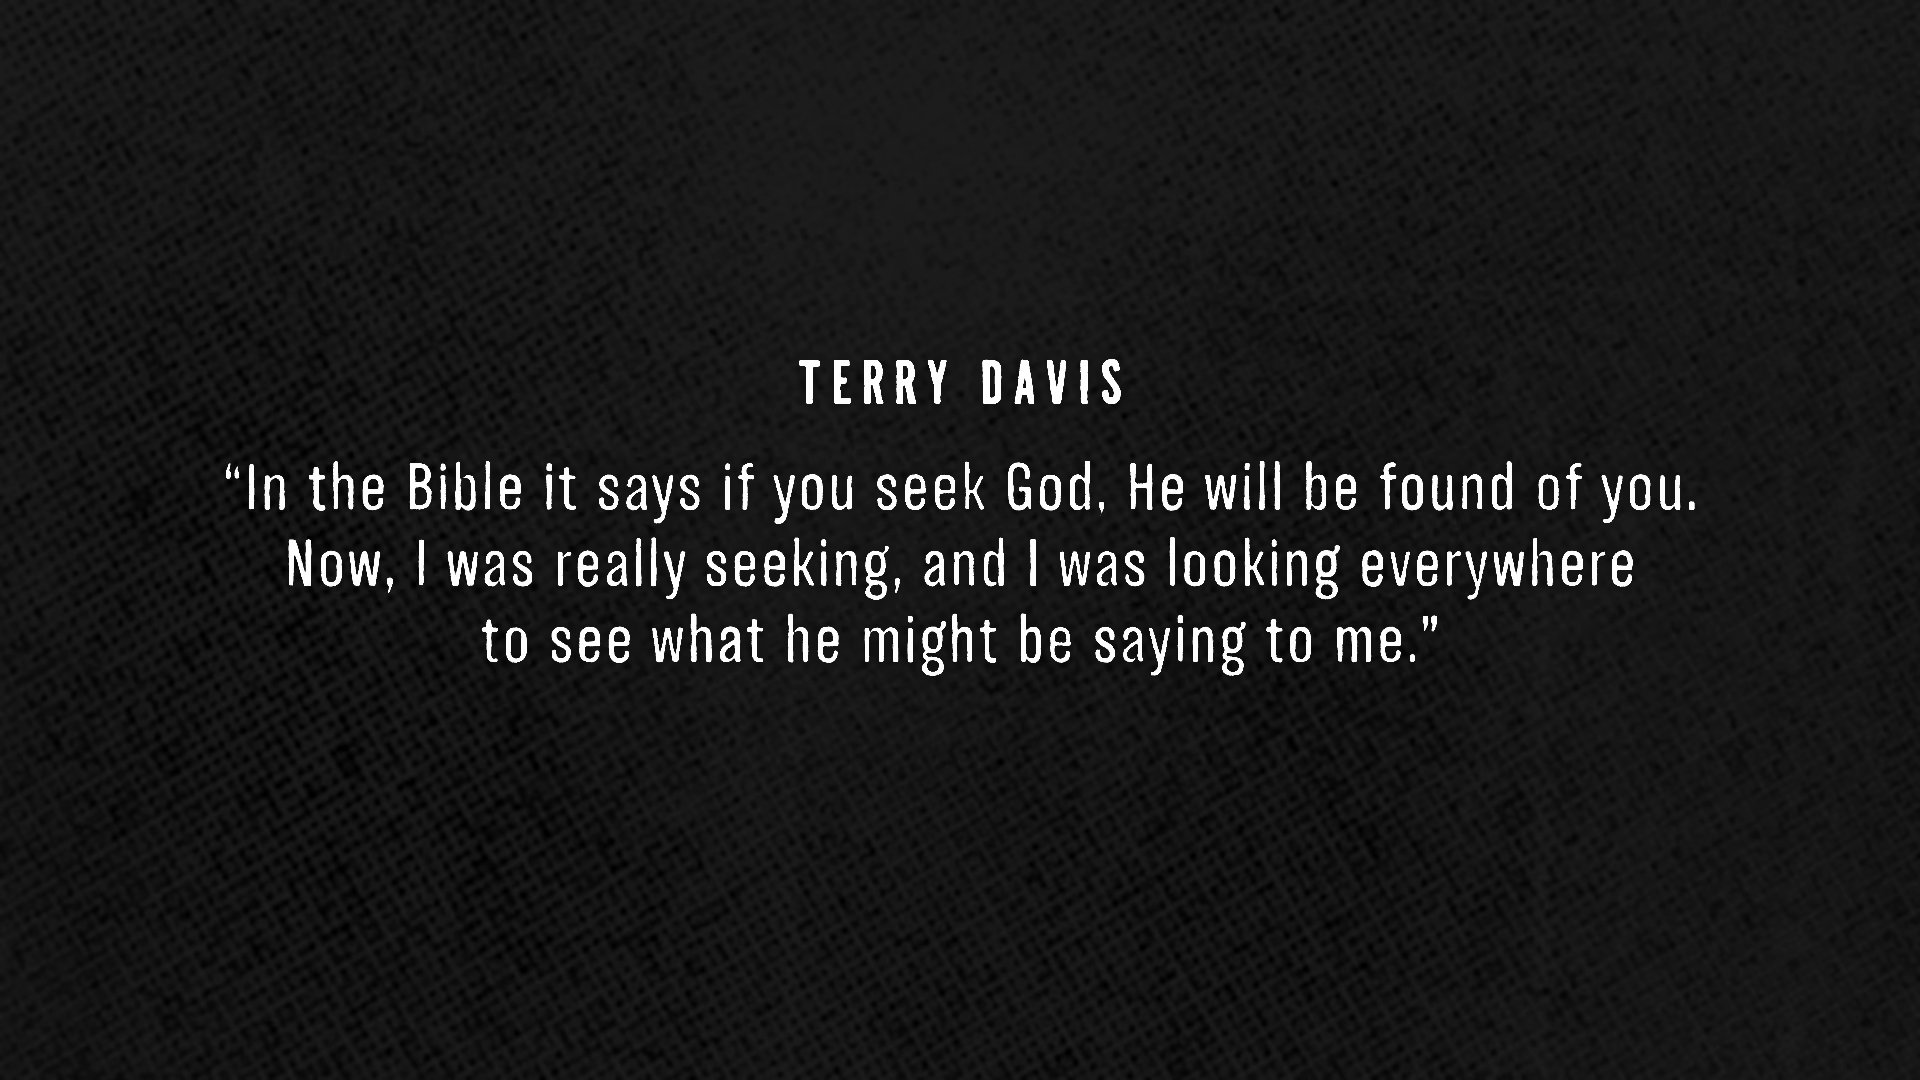 TERRY DAVIS
“In the Bible it says if you seek God, He will be found of you.
Now, I was really seeking, and I was looking everywhere
to see what he might be saying to me.”